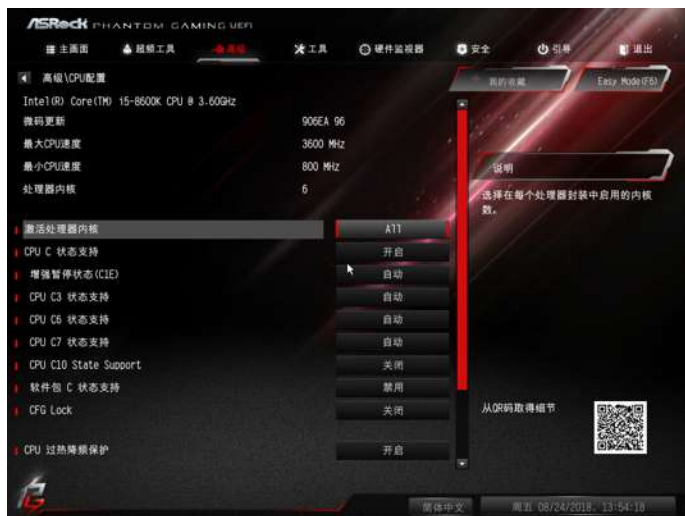 ASRock PHANTOM GAMING UEFI
主画面 超频工具 高级 工具 硬件监视器 安全 引导 退出
高级\CPU配置 我的收藏 Easy Mode(F6)
Intel(R) Core(TM) i5-8600K CPU @ 3.60GHz
微码更新 906EA 96
最大CPU速度 3600 MHz
最小CPU速度 800 MHz
处理器内核 6
说明
选择在每个处理器封装中启用的内核
数。
激活处理器内核 All
CPU C 状态支持 开启
增强暂停状态(C1E) 自动
CPU C3 状态支持 自动
CPU C6 状态支持 自动
CPU C7 状态支持 自动
CPU C10 State Support 关闭
软件包 C 状态支持 禁用
CFG Lock 关闭
从QR码取得细节
CPU 过热降频保护 开启
简体中文 周五 08/24/2018, 13:54:18